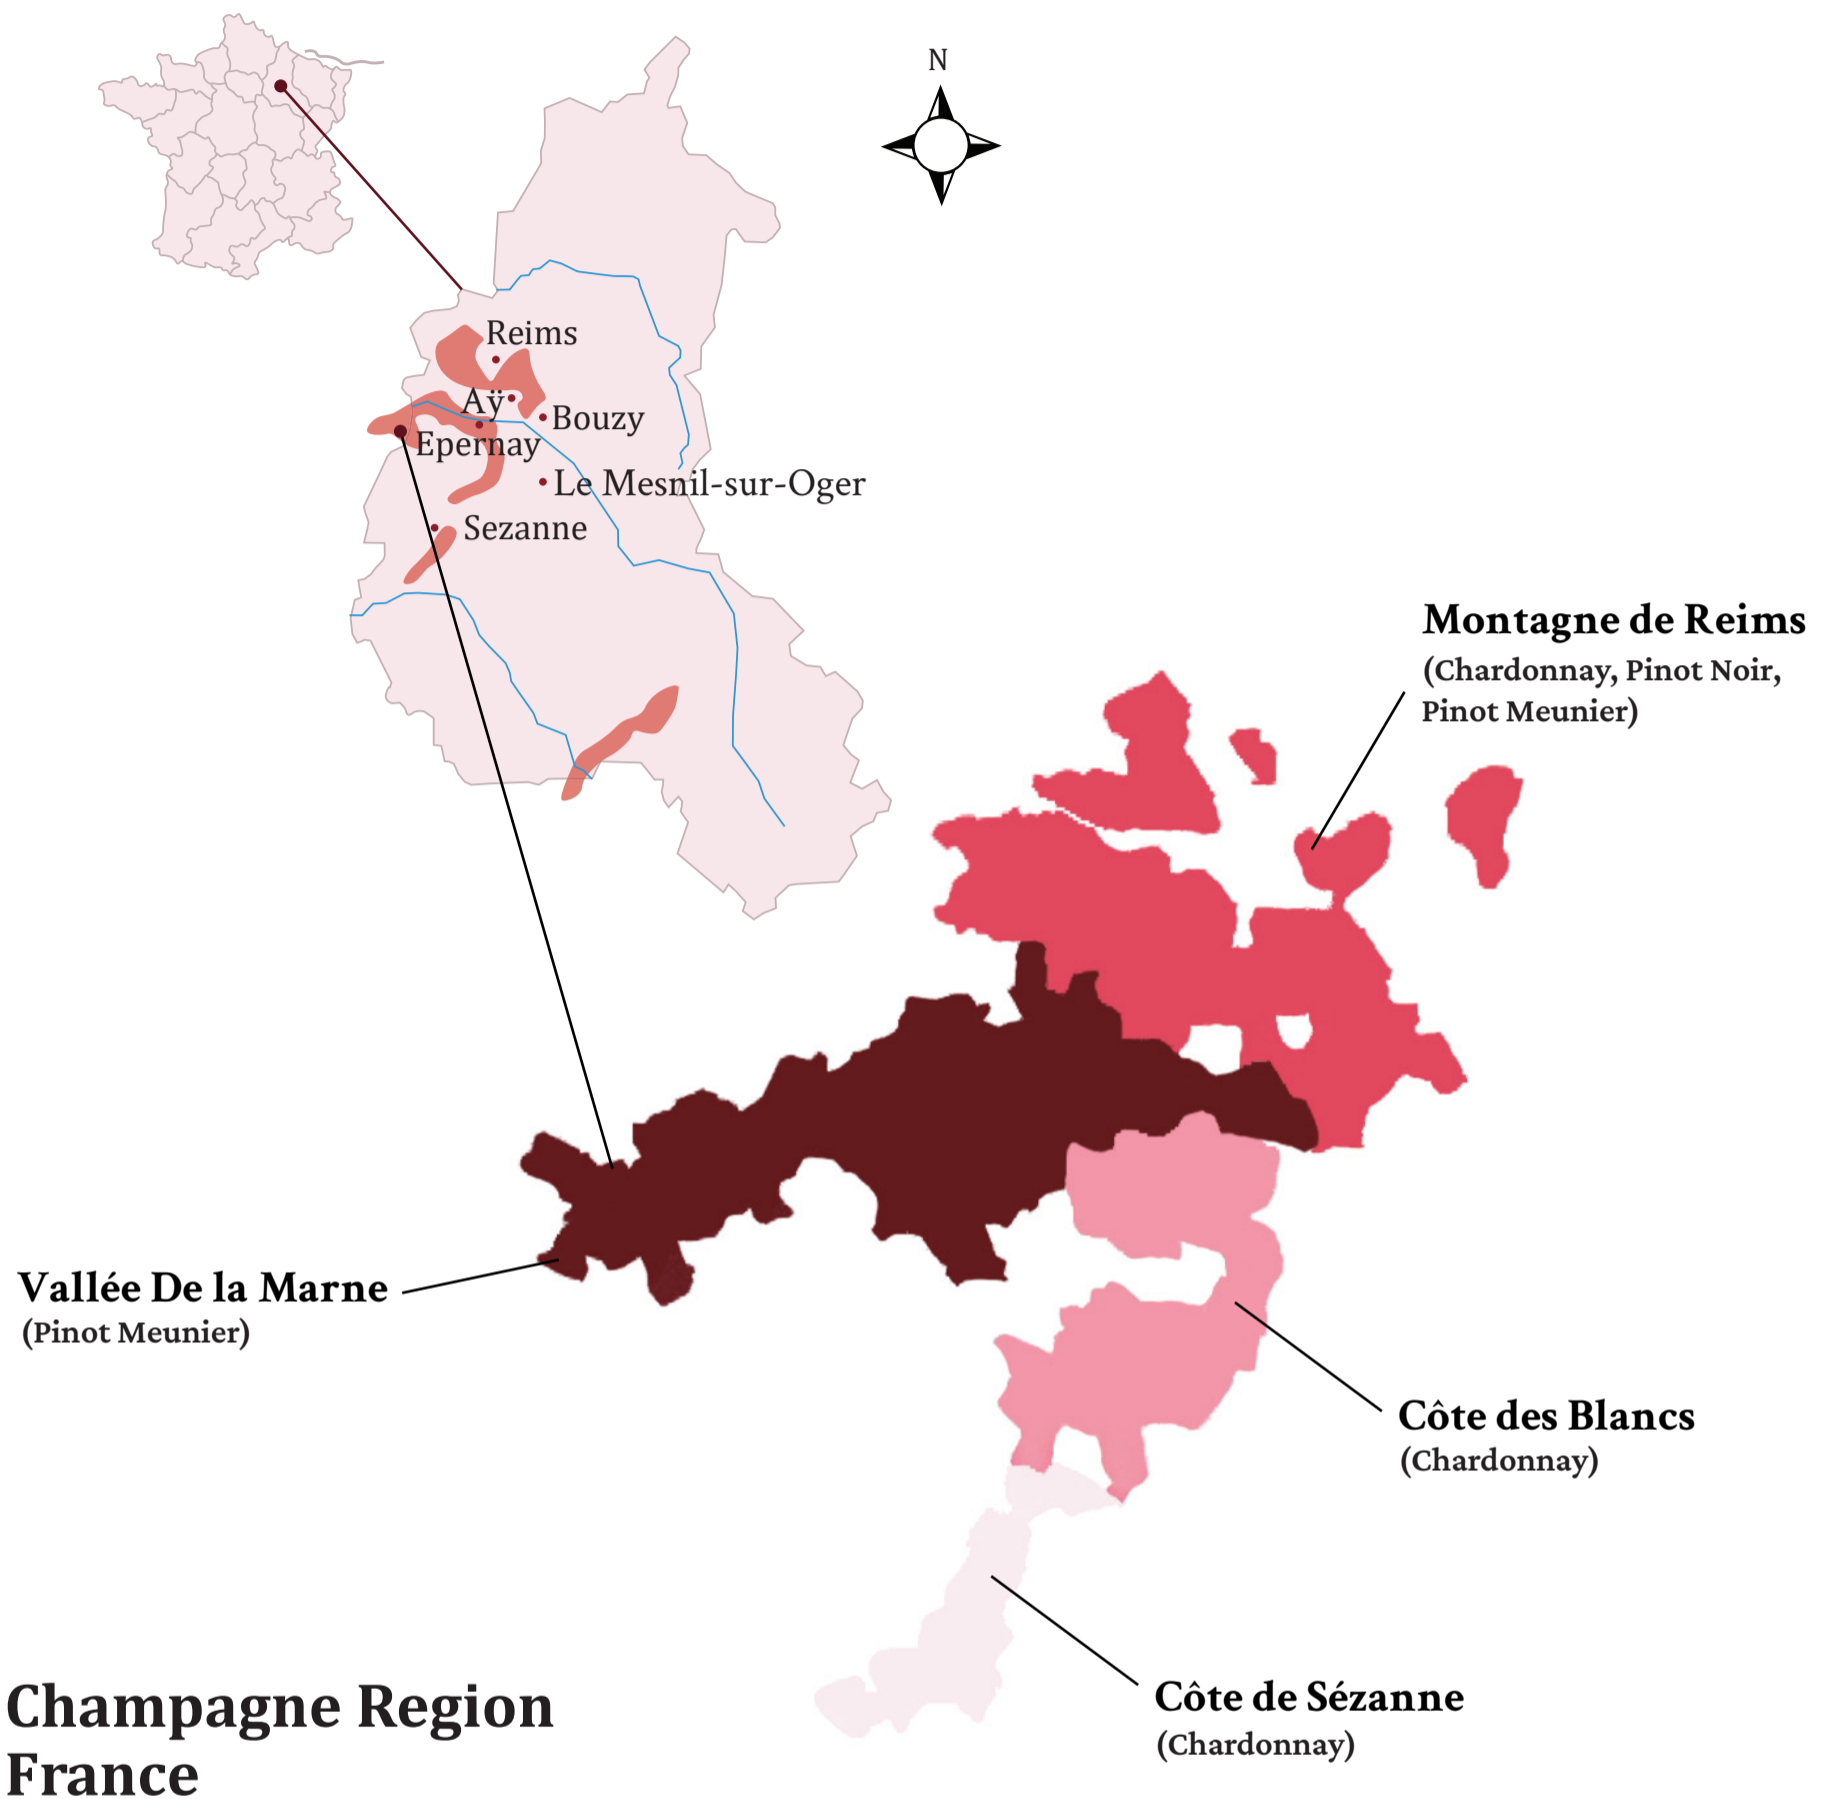 N
Reims
Aÿ
Bouzy
Epernay
Le Mesnil-sur-Oger
Sezanne
Montagne de Reims
(Chardonnay, Pinot Noir,
Pinot Meunier)
Vallée De la Marne
(Pinot Meunier)
Côte des Blancs
(Chardonnay)
Côte de Sézanne
(Chardonnay)
Champagne Region
France